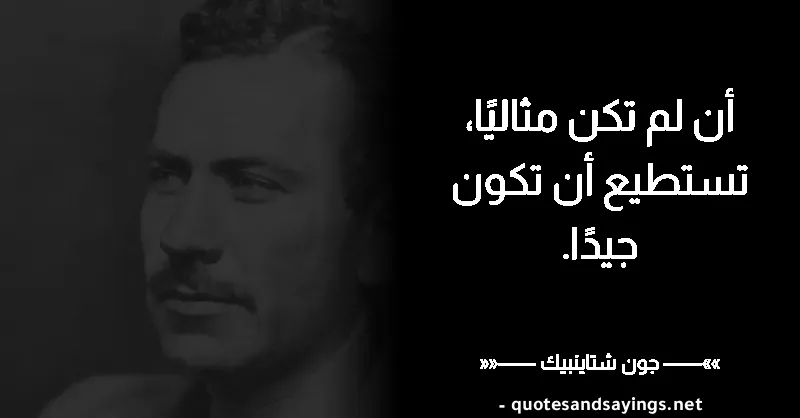 أن لم تكن مثاليًا،
تستطيع أن تكون
جيدًا.
»»—— جون شتاينبيك ——««
- quotesandsayings.net